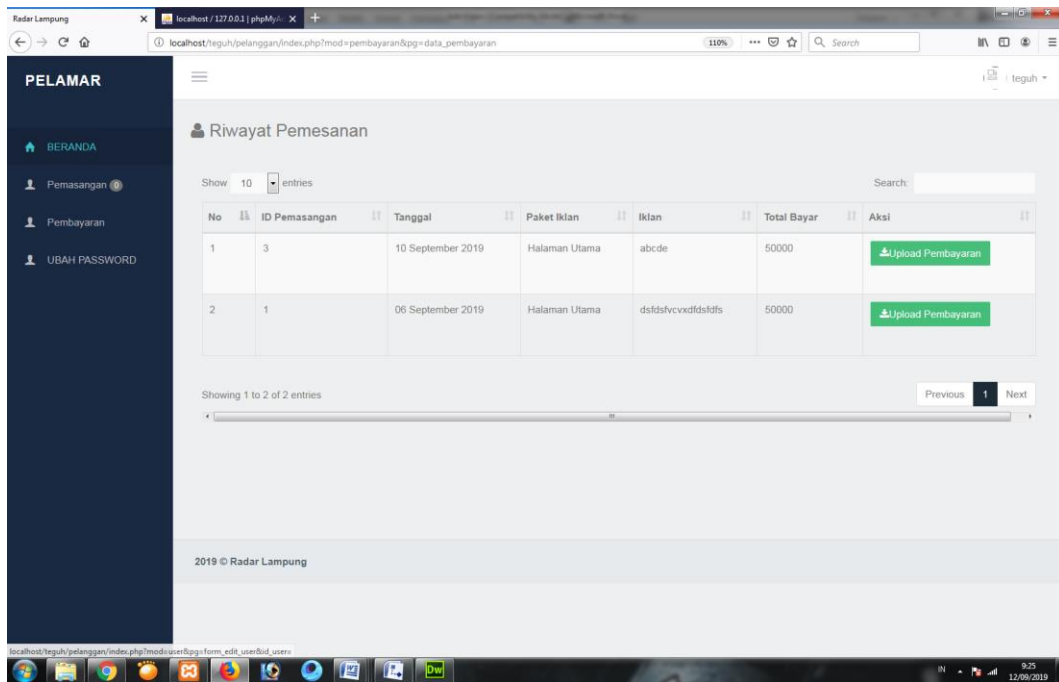 Radar Lampung
localhost / 127.0.0.1 | phpMyA
localhost/teguh/pelanggan/index.php?mod=pembayaran&pg=data_pembayaran
110%
Search
PELAMAR
teguh
BERANDA
Pemasangan 0
Pembayaran
UBAH PASSWORD
Riwayat Pemesanan
Show 10 entries
Search:
No ID Pemasangan Tanggal Paket Iklan Iklan Total Bayar Aksi
1 3 10 September 2019 Halaman Utama abcde 50000 Upload Pembayaran
2 1 06 September 2019 Halaman Utama dsfdsfvcvxdfdsfdfs 50000 Upload Pembayaran
Showing 1 to 2 of 2 entries
Previous 1 Next
2019 © Radar Lampung
localhost/teguh/pelanggan/index.php?mod=user&pg=form_edit_user&id_user=
Dw
IN
9:25
12/09/2019